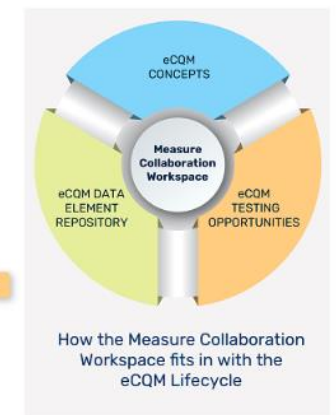 eCQM
CONCEPTS
Measure
Collaboration
Workspace
eCQM DATA
ELEMENT
REPOSITORY
eCQM
TESTING
OPPORTUNITIES
How the Measure Collaboration
Workspace fits in with the
eCQM Lifecycle